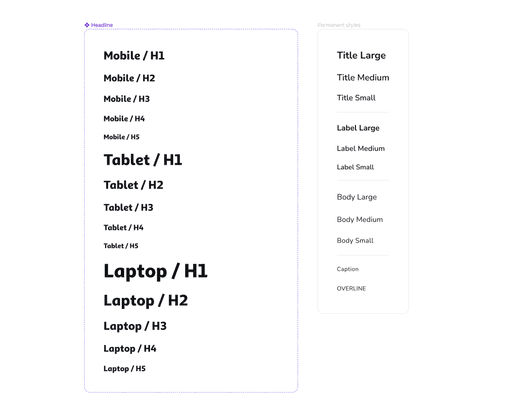 Headline
Mobile / H1
Mobile / H2
Mobile / H3
Mobile / H4
Mobile / H5
Tablet / H1
Tablet / H2
Tablet / H3
Tablet / H4
Tablet / H5
Laptop / H1
Laptop / H2
Laptop / H3
Laptop / H4
Laptop / H5
Permanent styles
Title Large
Title Medium
Title Small
Label Large
Label Medium
Label Small
Body Large
Body Medium
Body Small
Caption
OVERLINE